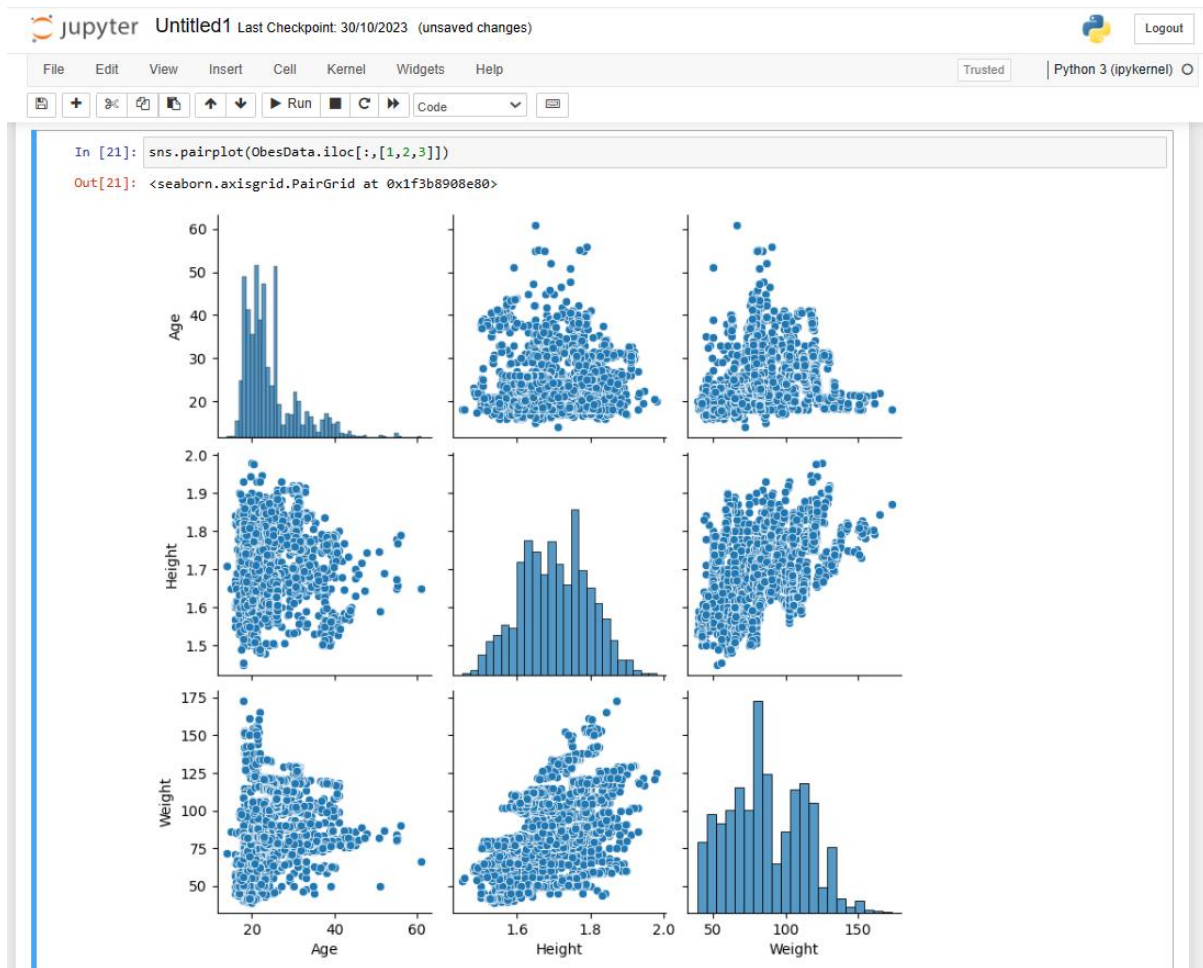 jupyter Untitled1 Last Checkpoint: 30/10/2023 (unsaved changes) Logout
File Edit View Insert Cell Kernel Widgets Help Trusted Python 3 (ipykernel)
Run Code
In [21]: sns.pairplot(ObesData.iloc[:,[1,2,3]])
Out[21]: <seaborn.axisgrid.PairGrid at 0x1f3b8908e80>
60
50
40
30
20
Age
2.0
1.9
1.8
1.7
1.6
1.5
Height
175
150
125
100
75
50
Weight
20 40 60 1.6 1.8 2.0 50 100 150
Age Height Weight